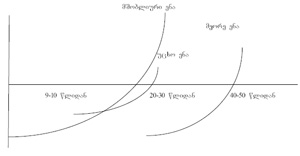 მშობლიური ენა
მეორე ენა
უცხო ენა
9-10 წლიდან
20-30 წლიდან
40-50 წლიდან